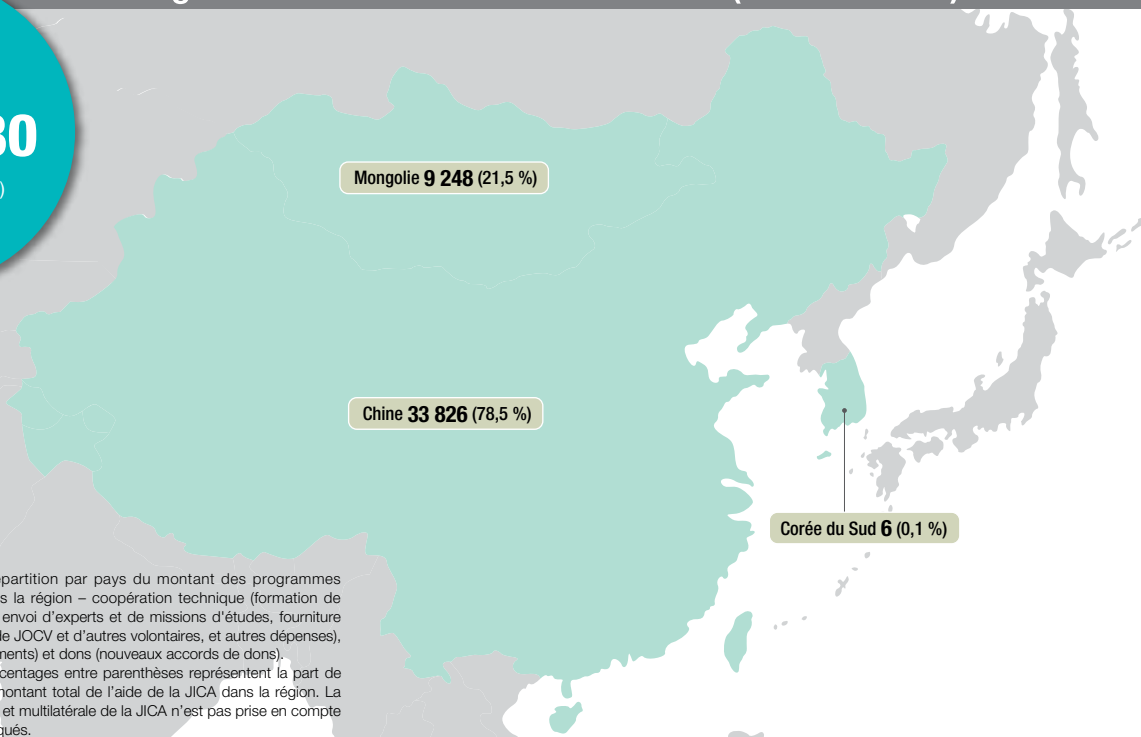 30
)
Mongolie 9 248 (21,5 %)
Chine 33 826 (78,5 %)
Corée du Sud 6 (0,1 %)
partition par pays du montant des programmes
s la région – coopération technique (formation de
envoi d'experts et de missions d'études, fourniture
de JOCV et d'autres volontaires, et autres dépenses),
ments) et dons (nouveaux accords de dons).
centages entre parenthèses représentent la part de
montant total de l'aide de la JICA dans la région. La
et multilatérale de la JICA n'est pas prise en compte
qués.